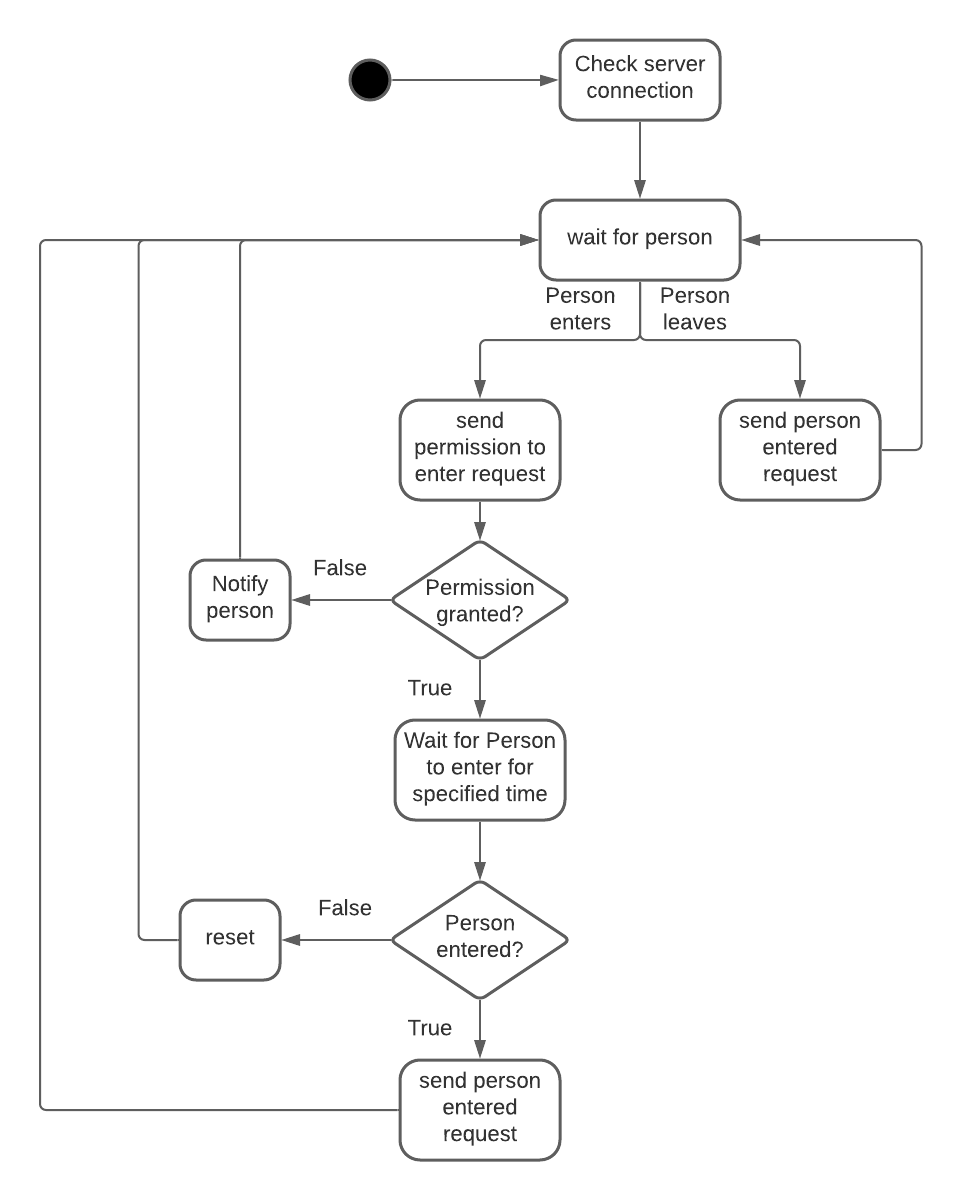 Check server
connection
wait for person
Person
enters
Person
leaves
send
permission to
enter request
send person
entered
request
False
Permission
granted?
Notify
person
True
Wait for Person
to enter for
specified time
False
Person
entered?
reset
True
send person
entered
request